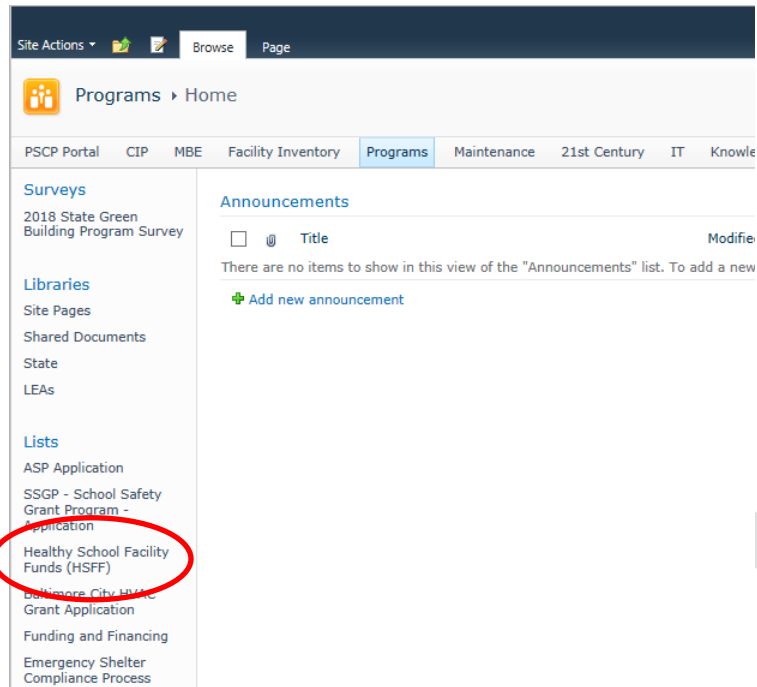 Site Actions
Browse
Page
Programs Home
PSCP Portal CIP MBE Facility Inventory Programs Maintenance 21st Century IT Knowle
Surveys
2018 State Green
Building Program Survey
Libraries
Site Pages
Shared Documents
State
LEAs
Lists
ASP Application
SSGP - School Safety
Grant Program -
Application
Healthy School Facility
Funds (HSFF)
Baltimore City HVAC
Grant Application
Funding and Financing
Emergency Shelter
Compliance Process
Announcements
Title Modifie
There are no items to show in this view of the "Announcements" list. To add a new
Add new announcement